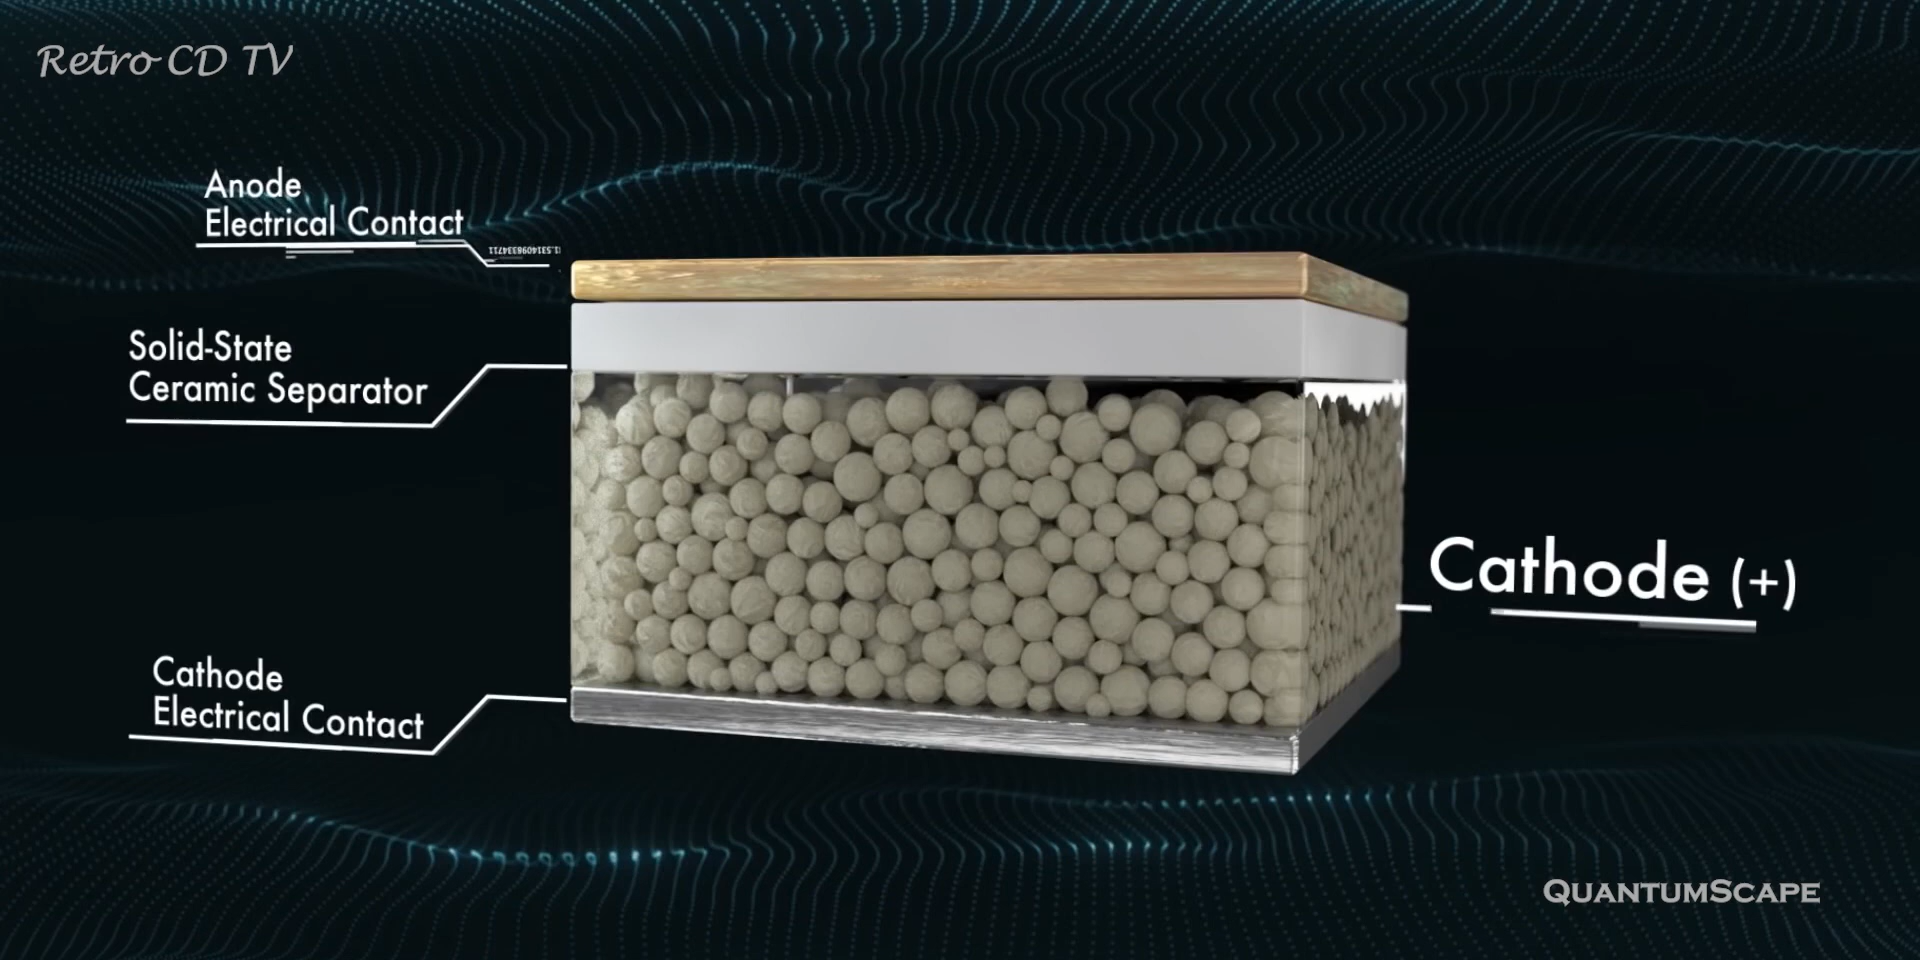 Retro CD TV
Anode
Electrical Contact
Solid-State
Ceramic Separator
Cathode (+)
Cathode
Electrical Contact
QUANTUMSCAPE